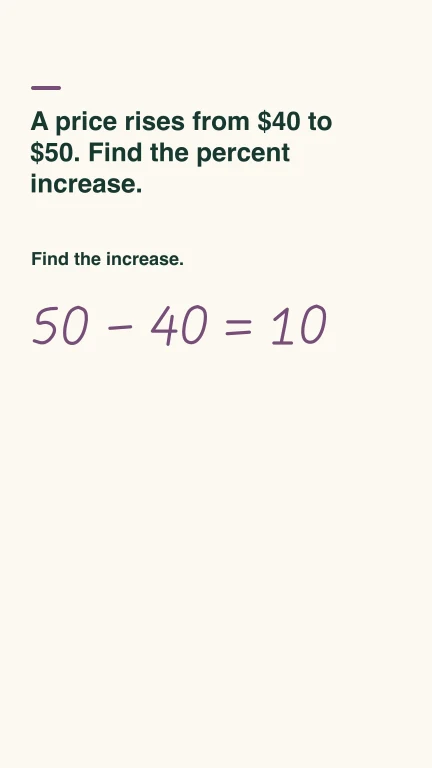 A price rises from $40 to
$50. Find the percent
increase.
Find the increase.
50 − 40 = 10